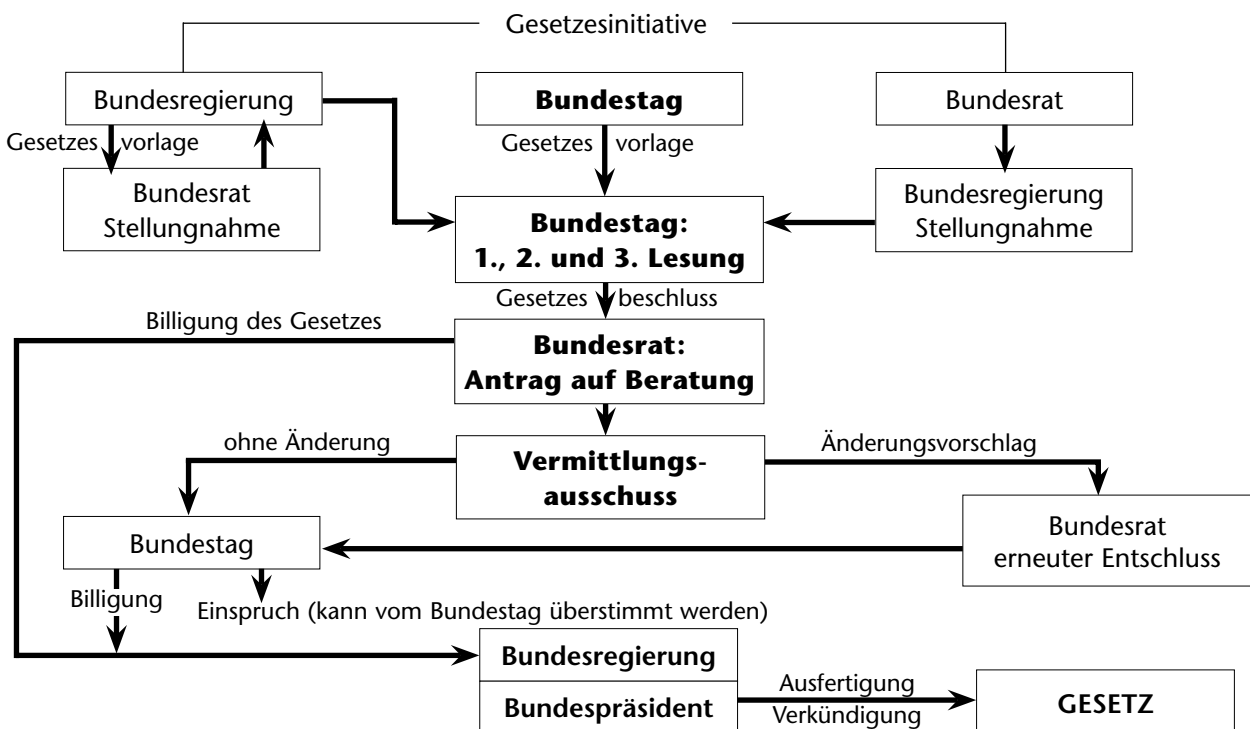 Gesetzesinitiative
Bundesregierung
Bundestag
Bundesrat
Gesetzes vorlage
Gesetzes vorlage
Bundesrat
Stellungnahme
Bundesregierung
Stellungnahme
Bundestag:
1., 2. und 3. Lesung
Gesetzes beschluss
Billigung des Gesetzes
Bundesrat:
Antrag auf Beratung
ohne Änderung
Vermittlungs-
ausschuss
Änderungsvorschlag
Bundestag
Bundesrat
erneuter Entschluss
Billigung
Einspruch (kann vom Bundestag überstimmt werden)
Bundesregierung
Bundespräsident
Ausfertigung
Verkündigung
GESETZ